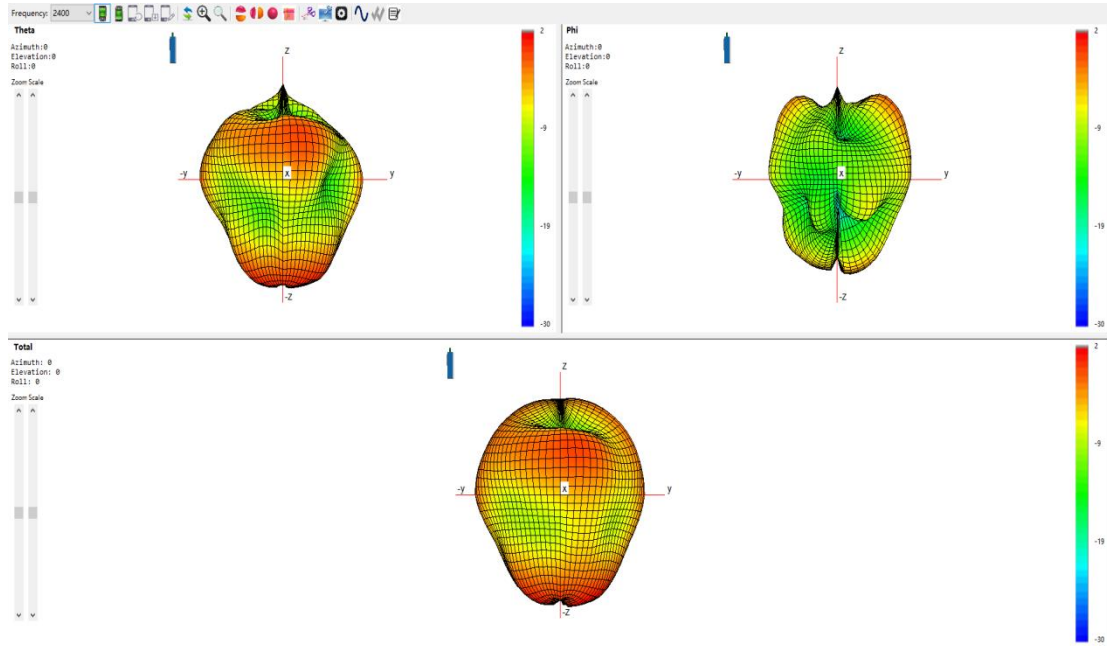 Frequency: 2400
Theta
Azimuth:0
Elevation:0
Roll:0
Zoom Scale
Z
-y
X
y
-Z
2
-9
-19
-30
Phi
Azimuth:0
Elevation:0
Roll:0
Zoom Scale
Z
-y
X
y
-Z
2
-9
-19
-30
Total
Azimuth: 0
Elevation: 0
Roll: 0
Zoom Scale
Z
-y
X
y
-Z
2
-9
-19
-30